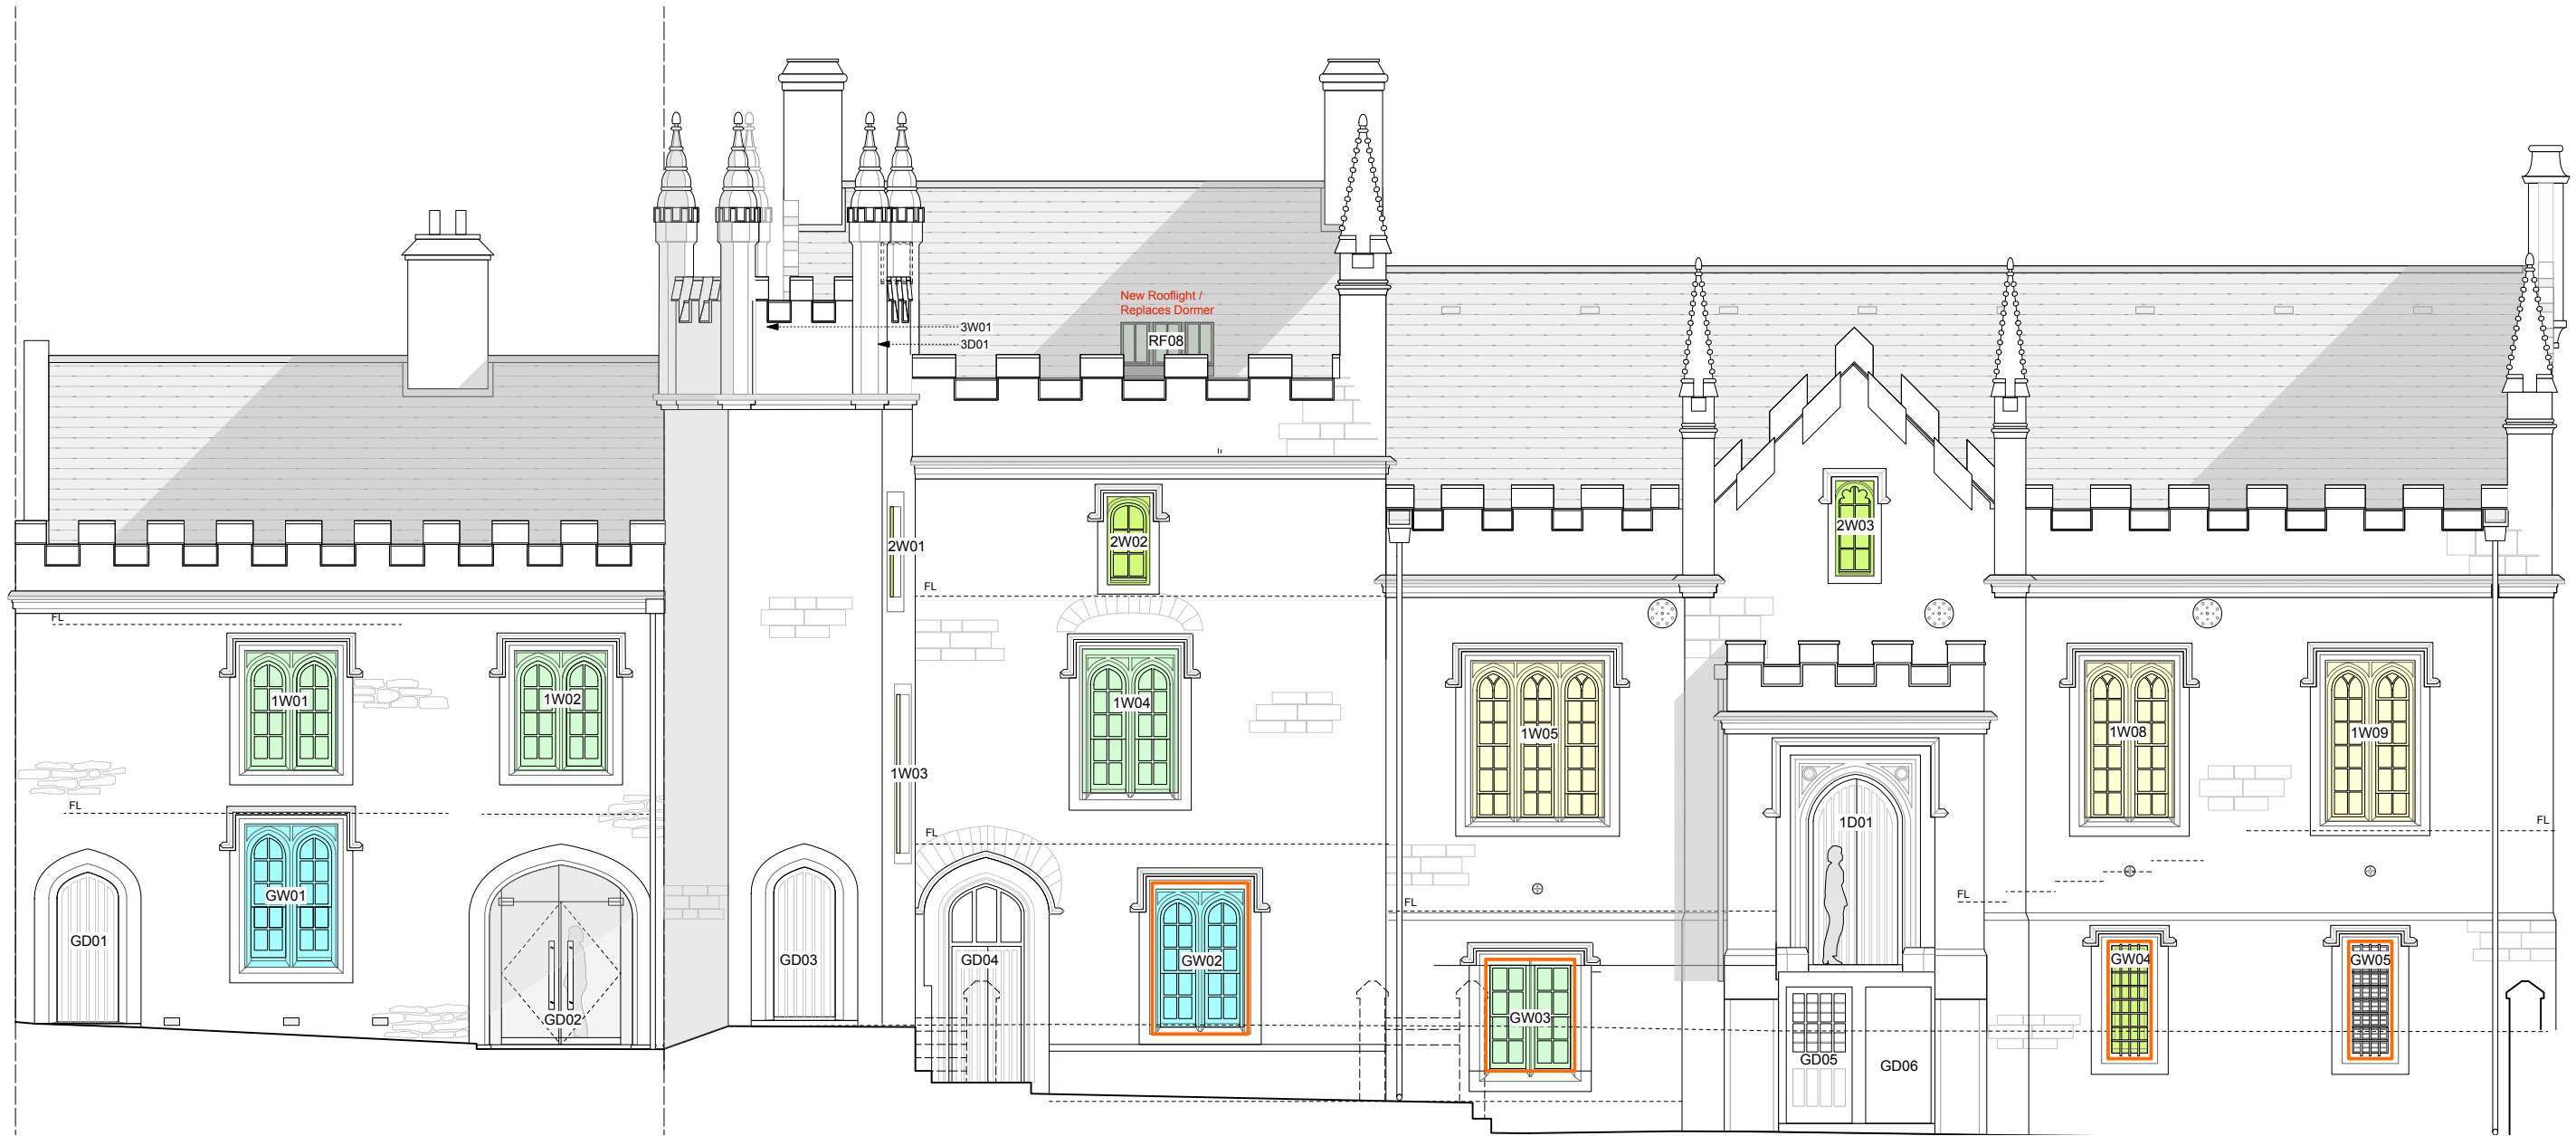 New Rooflight /
Replaces Dormer
3W01
RF08
3D01
2W03
2W01
2W02
FL
FL
1W01
1W02
1W04
1W05
1W08
1W09
1W03
FL
FL
1D01
FL
GW01
FL
FL
GD01
GD03
GD04
GW02
GW04
GW05
GD02
GW03
GD05
GD06